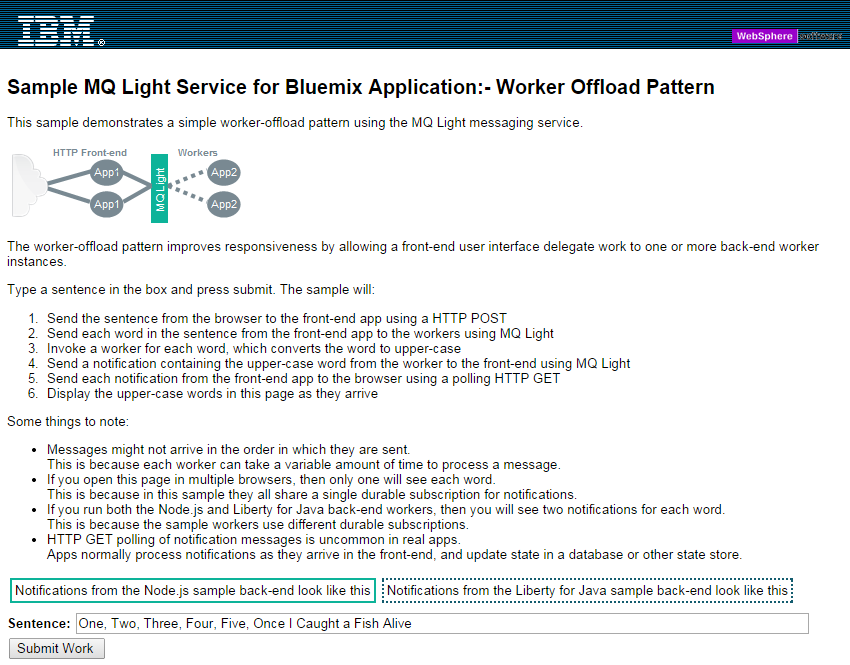 IBM®
WebSphere software
Sample MQ Light Service for Bluemix Application:- Worker Offload Pattern
This sample demonstrates a simple worker-offload pattern using the MQ Light messaging service.
HTTP Front-end Workers
App1 App2
MQ Light
App1 App2
The worker-offload pattern improves responsiveness by allowing a front-end user interface delegate work to one or more back-end worker
instances.
Type a sentence in the box and press submit. The sample will:
1. Send the sentence from the browser to the front-end app using a HTTP POST
2. Send each word in the sentence from the front-end app to the workers using MQ Light
3. Invoke a worker for each word, which converts the word to upper-case
4. Send a notification containing the upper-case word from the worker to the front-end using MQ Light
5. Send each notification from the front-end app to the browser using a polling HTTP GET
6. Display the upper-case words in this page as they arrive
Some things to note:
• Messages might not arrive in the order in which they are sent.
This is because each worker can take a variable amount of time to process a message.
• If you open this page in multiple browsers, then only one will see each word.
This is because in this sample they all share a single durable subscription for notifications.
• If you run both the Node.js and Liberty for Java back-end workers, then you will see two notifications for each word.
This is because the sample workers use different durable subscriptions.
• HTTP GET polling of notification messages is uncommon in real apps.
Apps normally process notifications as they arrive in the front-end, and update state in a database or other state store.
Notifications from the Node.js sample back-end look like this Notifications from the Liberty for Java sample back-end look like this
Sentence: One, Two, Three, Four, Five, Once I Caught a Fish Alive
Submit Work